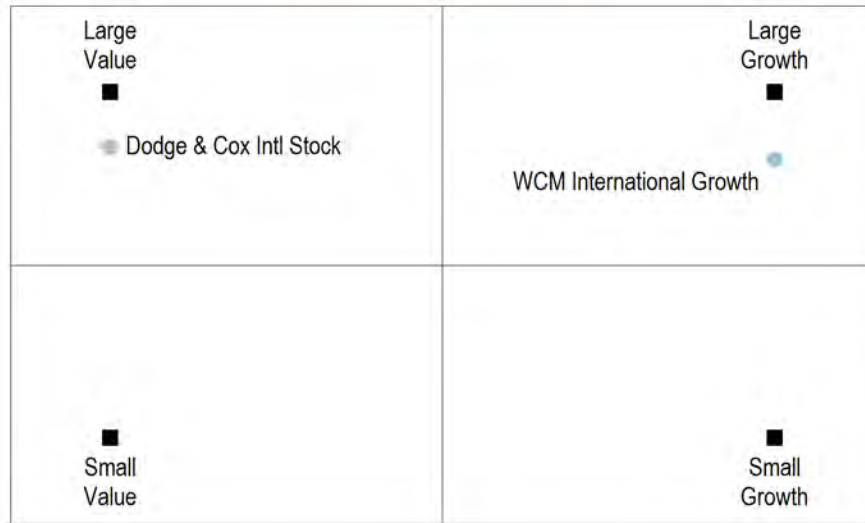 Large
Value
Large
Growth
Dodge & Cox Intl Stock
WCM International Growth
Small
Value
Small
Growth